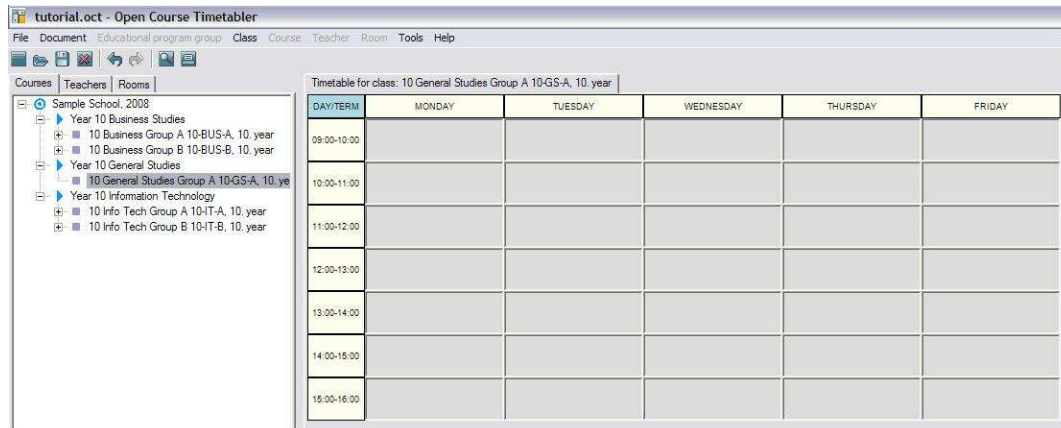 tutorial.oct - Open Course Timetabler
File Document Educational program group Class Course Teacher Room Tools Help
Courses Teachers Rooms
Sample School, 2008
Year 10 Business Studies
10 Business Group A 10-BUS-A, 10. year
10 Business Group B 10-BUS-B, 10. year
Year 10 General Studies
10 General Studies Group A 10-GS-A, 10. ye
Year 10 Information Technology
10 Info Tech Group A 10-IT-A, 10. year
10 Info Tech Group B 10-IT-B, 10. year
Timetable for class: 10 General Studies Group A 10-GS-A, 10. year
DAY/TERM MONDAY TUESDAY WEDNESDAY THURSDAY FRIDAY
09:00-10:00
10:00-11:00
11:00-12:00
12:00-13:00
13:00-14:00
14:00-15:00
15:00-16:00